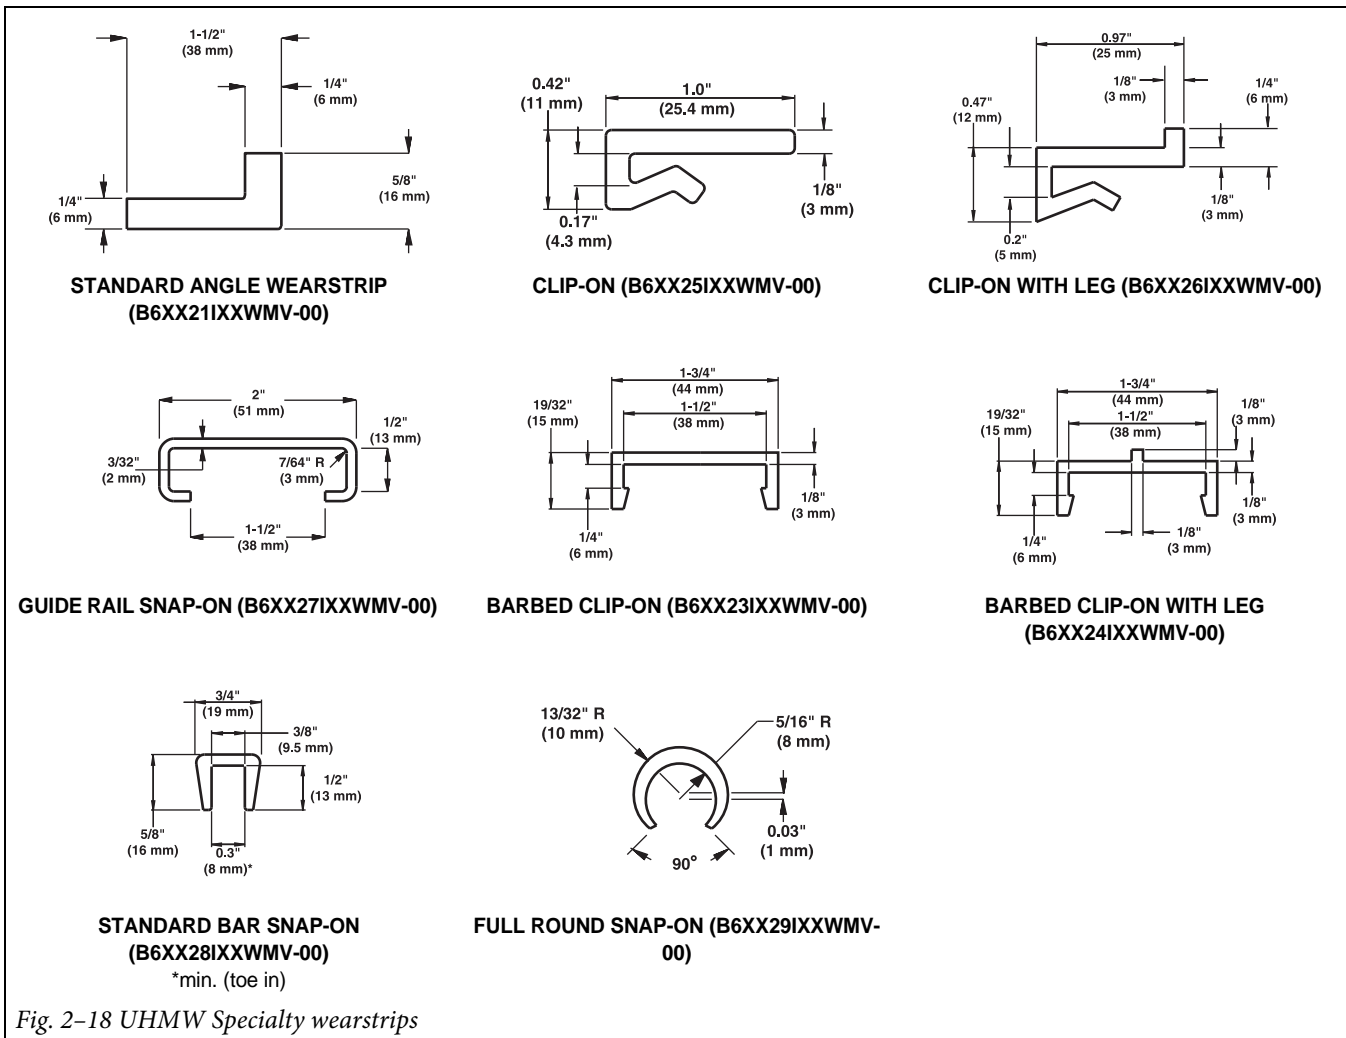 1-1/2"
(38 mm)
1/4"
(6 mm)
1/4"
(6 mm)
5/8"
(16 mm)
STANDARD ANGLE WEARSTRIP
(B6XX21IXXWMV-00)
0.42"
(11 mm)
1.0"
(25.4 mm)
1/8"
(3 mm)
0.17"
(4.3 mm)
CLIP-ON (B6XX25IXXWMV-00)
0.97"
(25 mm)
1/8"
(3 mm)
1/4"
(6 mm)
0.47"
(12 mm)
1/8"
(3 mm)
0.2"
(5 mm)
CLIP-ON WITH LEG (B6XX26IXXWMV-00)
2"
(51 mm)
1/2"
(13 mm)
3/32"
(2 mm)
7/64" R
(3 mm)
1-1/2"
(38 mm)
GUIDE RAIL SNAP-ON (B6XX27IXXWMV-00)
1-3/4"
(44 mm)
19/32"
(15 mm)
1-1/2"
(38 mm)
1/8"
(3 mm)
1/4"
(6 mm)
BARBED CLIP-ON (B6XX23IXXWMV-00)
1-3/4"
(44 mm)
1/8"
(3 mm)
19/32"
(15 mm)
1-1/2"
(38 mm)
1/8"
(3 mm)
1/4"
(6 mm)
1/8"
(3 mm)
BARBED CLIP-ON WITH LEG
(B6XX24IXXWMV-00)
3/4"
(19 mm)
3/8"
(9.5 mm)
1/2"
(13 mm)
5/8"
(16 mm)
0.3"
(8 mm)*
STANDARD BAR SNAP-ON
(B6XX28IXXWMV-00)
*min. (toe in)
13/32" R
(10 mm)
5/16" R
(8 mm)
0.03"
(1 mm)
90°
FULL ROUND SNAP-ON (B6XX29IXXWMV-
00)
Fig. 2–18 UHMW Specialty wearstrips